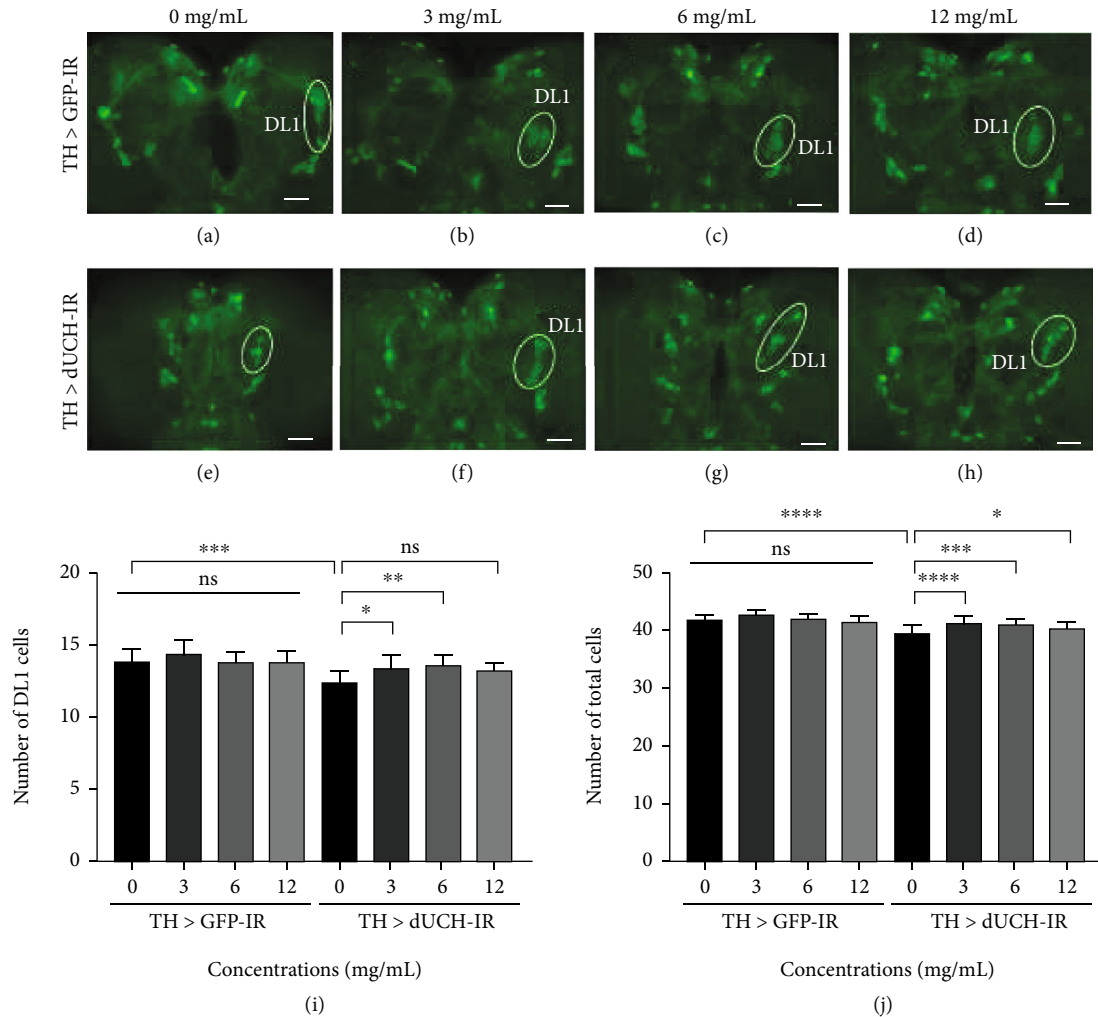 0 mg/mL 3 mg/mL 6 mg/mL 12 mg/mL
TH > GFP-IR
DL1 DL1 DL1 DL1
(a) (b) (c) (d)
TH > dUCH-IR
DL1 DL1 DL1
(e) (f) (g) (h)
Number of DL1 cells
20
15
10
5
0
***
ns
ns
**
*
0 3 6 12 0 3 6 12
TH > GFP-IR TH > dUCH-IR
Concentrations (mg/mL)
(i)
Number of total cells
50
40
30
40
10
0
****
*
ns
***
****
0 3 6 12 0 3 6 12
TH > GFP-IR TH > dUCH-IR
Concentrations (mg/mL)
(j)